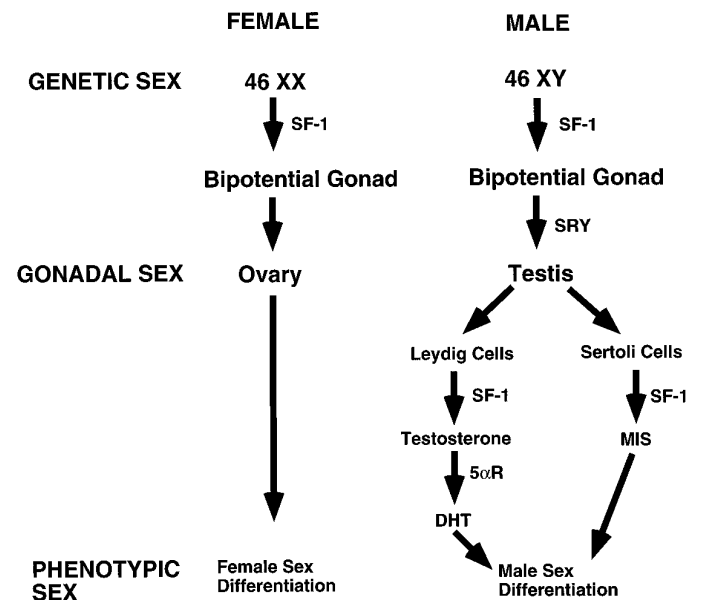 FEMALE
MALE
GENETIC SEX
46 XX
46 XY
SF-1
SF-1
Bipotential Gonad
Bipotential Gonad
SRY
GONADAL SEX
Ovary
Testis
Leydig Cells
Sertoli Cells
SF-1
SF-1
Testosterone
MIS
5αR
DHT
PHENOTYPIC
SEX
Female Sex
Differentiation
Male Sex
Differentiation